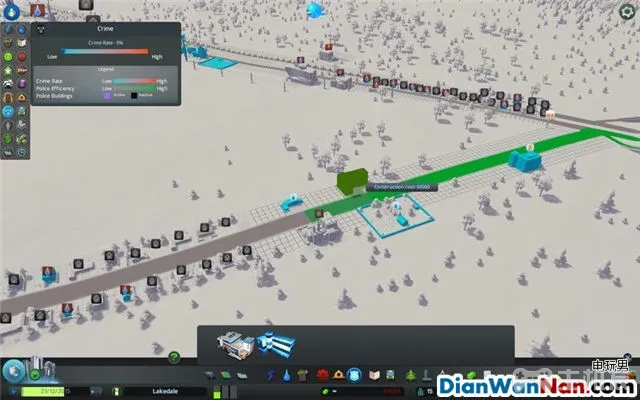 Crime
Crime Rate - 0%
Low High
Legend
Crime Rate Low High
Police Efficiency Low High
Police Buildings Active Inactive
Construction cost: 60000
Lakedale
15
电玩男
DianWanNan.Com